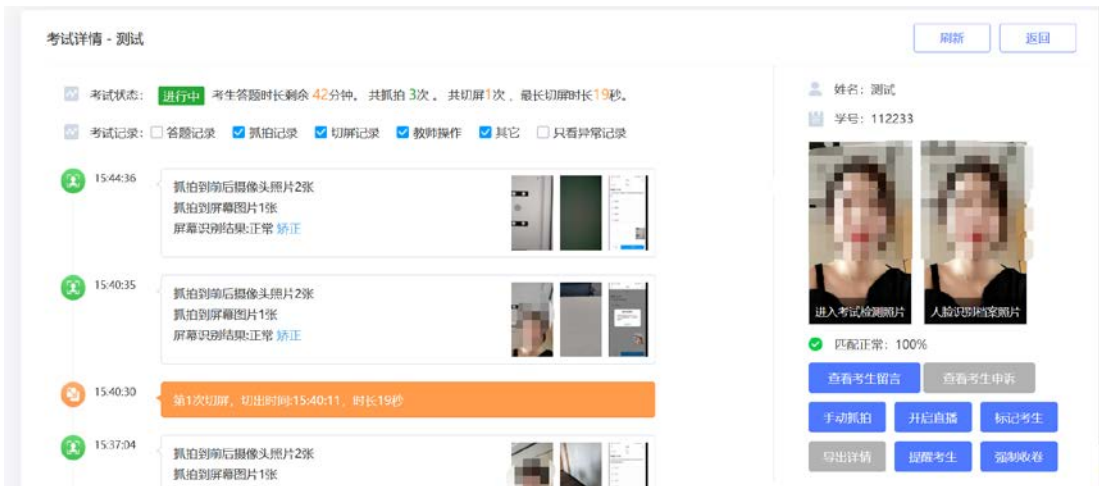 考试详情 - 测试
刷新
返回
考试状态: 进行中 考生答题时长剩余 42分钟。 共抓拍 3次。 共切屏1次 , 最长切屏时长19秒。
考试记录: 答题记录 抓拍记录 切屏记录 教师操作 其它 只看异常记录
15:44:36
抓拍到前后摄像头照片2张
抓拍到屏幕图片1张
屏幕识别结果:正常 矫正
15:40:35
抓拍到前后摄像头照片2张
抓拍到屏幕图片1张
屏幕识别结果:正常 矫正
15:40:30
第1次切屏, 切出时间:15:40:11, 时长19秒
15:37:04
抓拍到前后摄像头照片2张
抓拍到屏幕图片1张
姓名: 测试
学号: 112233
进入考试检测照片
人脸识别档案照片
匹配正常: 100%
查看考生留言
查看考生申诉
手动抓拍
开启直播
标记考生
导出详情
提醒考生
强制收卷